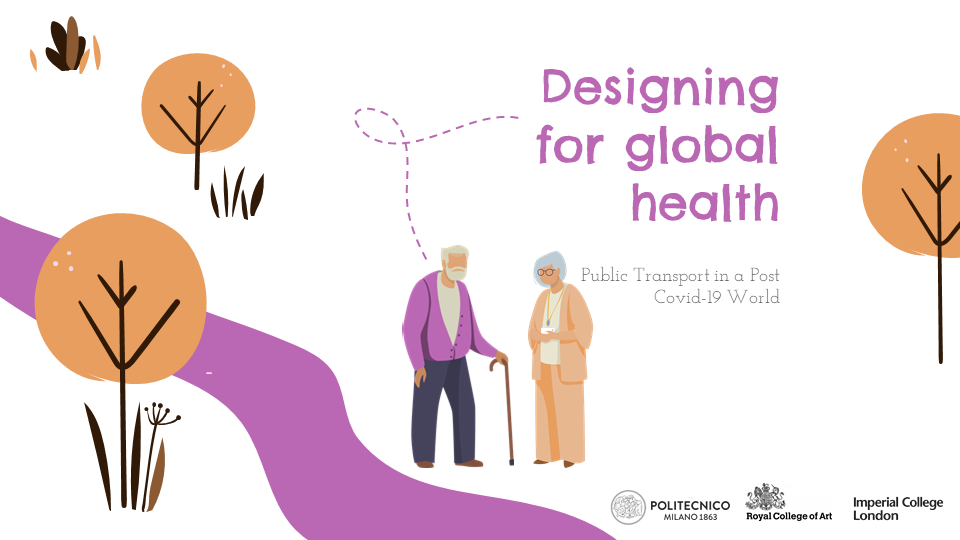 Designing
for global
health
Public Transport in a Post
Covid-19 World
POLITECNICO
MILANO 1863
Royal College of Art
Imperial College
London